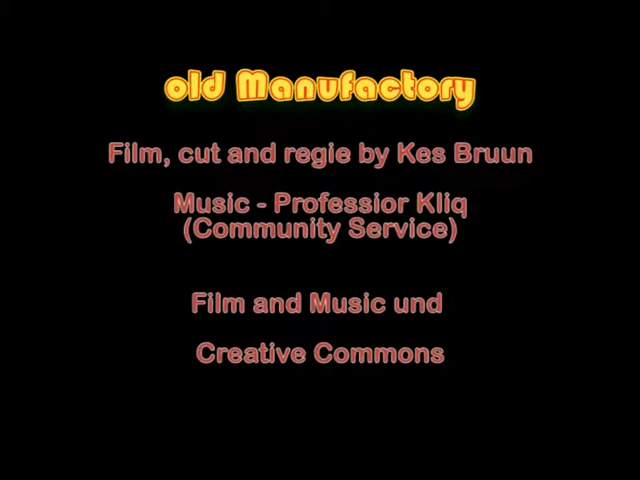 old Manufactory
Film, cut and regie by Kes Bruun
Music - Professior Kliq
(Community Service)
Film and Music und
Creative Commons